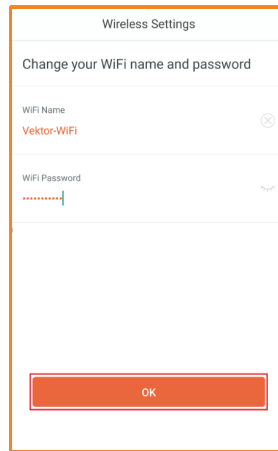 Wireless Settings
Change your WiFi name and password
WiFi Name
Vektor-WiFi
WiFi Password
•••••••••••
OK